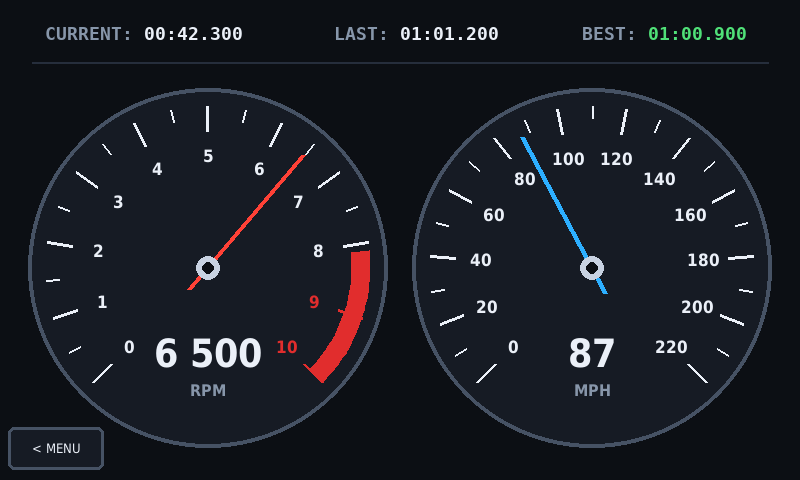 CURRENT: 00:42.300 LAST: 01:01.200 BEST: 01:00.900
0 1 2 3 4 5 6 7 8 9 10
6 500
RPM
0 20 40 60 80 100 120 140 160 180 200 220
87
MPH
< MENU